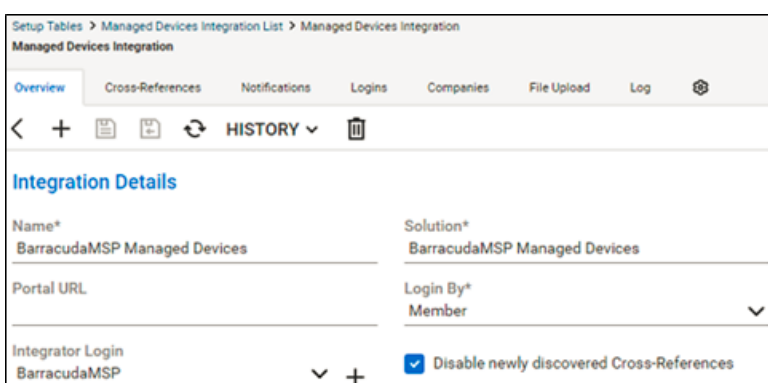 Setup Tables > Managed Devices Integration List > Managed Devices Integration
Managed Devices Integration
Overview Cross-References Notifications Logins Companies File Upload Log
HISTORY
Integration Details
Name* Solution*
BarracudaMSP Managed Devices BarracudaMSP Managed Devices
Portal URL Login By*
Member
Integrator Login
BarracudaMSP Disable newly discovered Cross-References